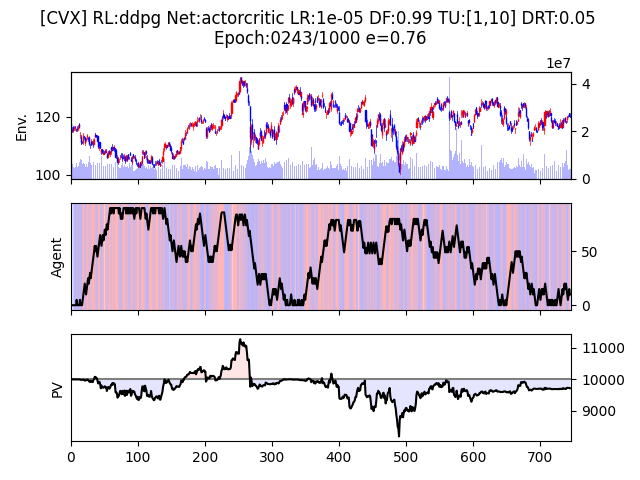 [CVX] RL:ddpg Net:actorcritic LR:1e-05 DF:0.99 TU:[1,10] DRT:0.05
Epoch:0243/1000 e=0.76
1e7
Env.
120
100
4
2
0
Agent
50
0
PV
11000
10000
9000
0 100 200 300 400 500 600 700